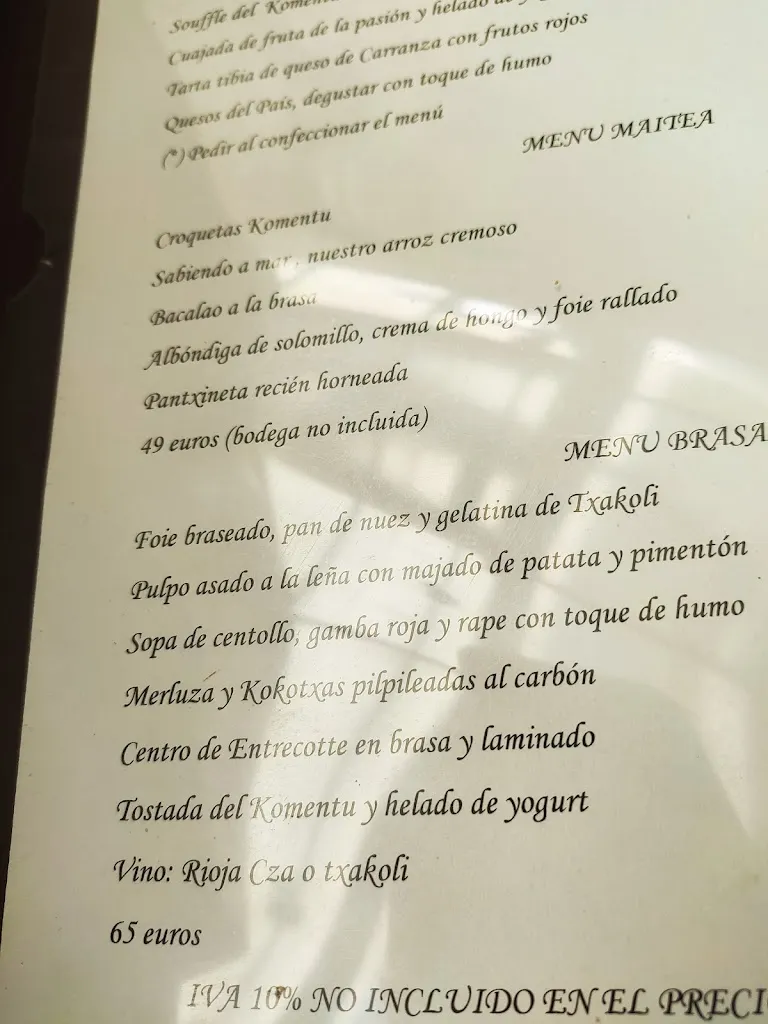 Souffle del
Cuajada de fruta de la pasión y helado
Tarta tibia de queso de Carranza con frutos rojos
Quesos del País, degustar con toque de humo
(*) Pedir al confeccionar el menú
MENU MAITEA
Croquetas Komentu
Sabiendo a mar, nuestro arroz cremoso
Bacalao a la brasa
Albóndiga de solomillo, crema de hongo y foie rallado
Pantxineta recién horneada
49 euros (bodega no incluida)
MENU BRASA
Foie braseado, pan de nuez y gelatina de Txakoli
Pulpo asado a la leña con majado de patata y pimentón
Sopa de centollo, gamba roja y rape con toque de humo
Merluza y Kokotxas pilpileadas al carbón
Centro de Entrecotte en brasa y laminado
Tostada del Komentu y helado de yogurt
Vino: Rioja Cza o txakoli
65 euros
IVA 10% NO INCLUIDO EN EL PRECI